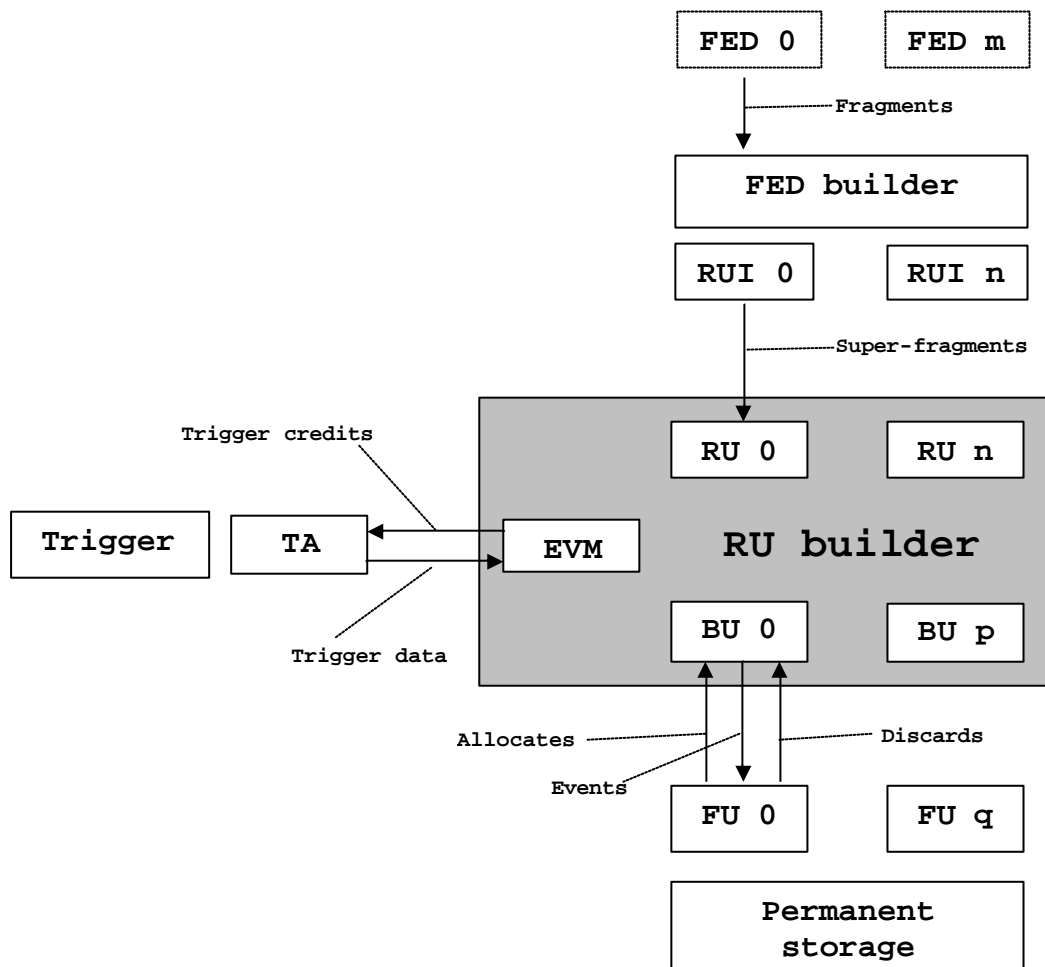 FED 0
FED m
Fragments
FED builder
RUI 0
RUI n
Super-fragments
Trigger credits
RU 0
RU n
Trigger
TA
EVM
RU builder
BU 0
BU p
Trigger data
Allocates
Discards
Events
FU 0
FU q
Permanent
storage